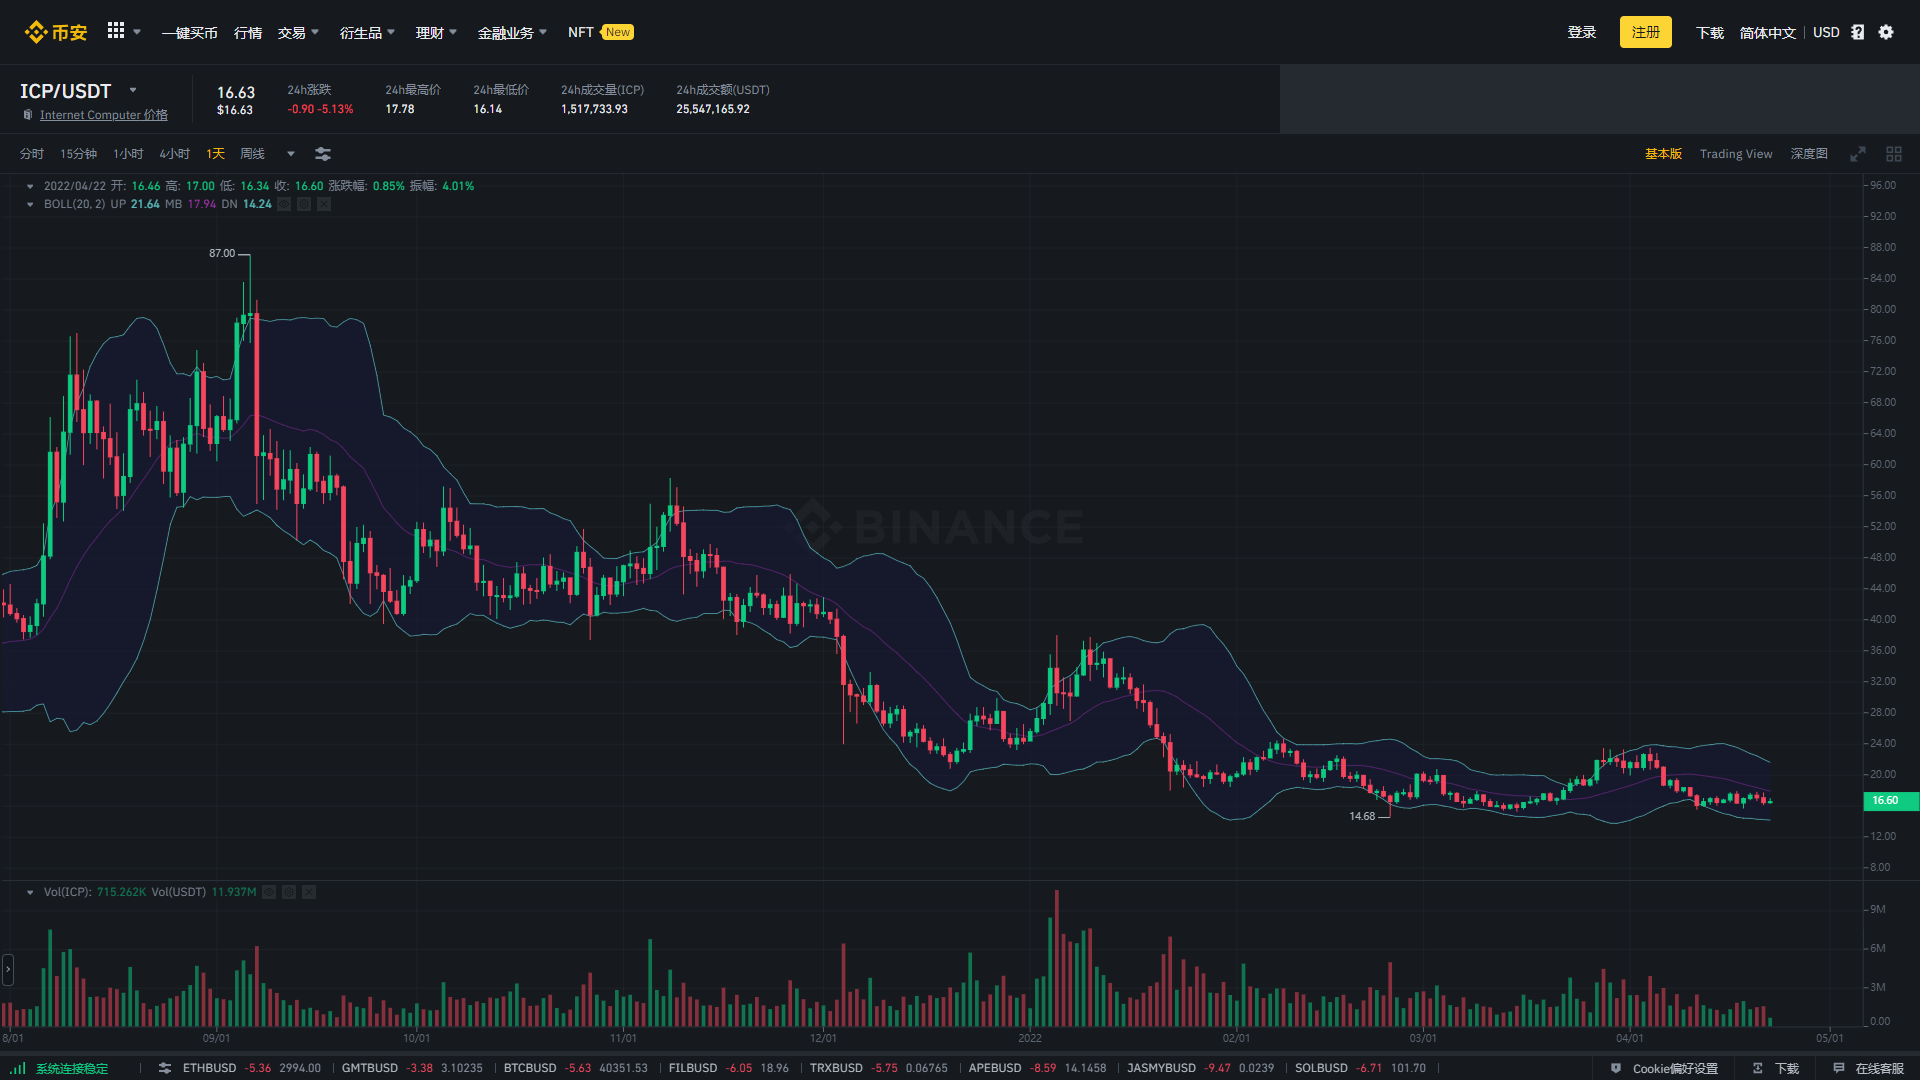 币安 一键买币 行情 交易 衍生品 理财 金融业务 NFT New 登录 注册 下载 简体中文 USD
ICP/USDT
Internet Computer 价格
16.63
$16.63
24h涨跌
-0.90 -5.13%
24h最高价
17.78
24h最低价
16.14
24h成交量(ICP)
1,517,733.93
24h成交额(USDT)
25,547,165.92
分时 15分钟 1小时 4小时 1天 周线 基本版 Trading View 深度图
2022/04/22 开: 16.46 高: 17.00 低: 16.34 收: 16.60 涨跌幅: 0.85% 振幅: 4.01%
BOLL(20, 2) UP 21.64 MB 17.94 DN 14.24
87.00
BINANCE
14.68
96.00
92.00
88.00
84.00
80.00
76.00
72.00
68.00
64.00
60.00
56.00
52.00
48.00
44.00
40.00
36.00
32.00
28.00
24.00
20.00
16.60
12.00
8.00
Vol(ICP): 715.262K Vol(USDT) 11.937M
9M
6M
3M
0.00
8/01 09/01 10/01 11/01 12/01 2022 02/01 03/01 04/01 05/01
系统连接稳定 ETHBUSD -5.36 2994.00 GMTBUSD -3.38 3.10235 BTCBUSD -5.63 40351.53 FILBUSD -6.05 18.96 TRXBUSD -5.75 0.06765 APEBUSD -8.59 14.1458 JASMYBUSD -9.47 0.0239 SOLBUSD -6.71 101.70 Cookie偏好设置 下载 在线客服